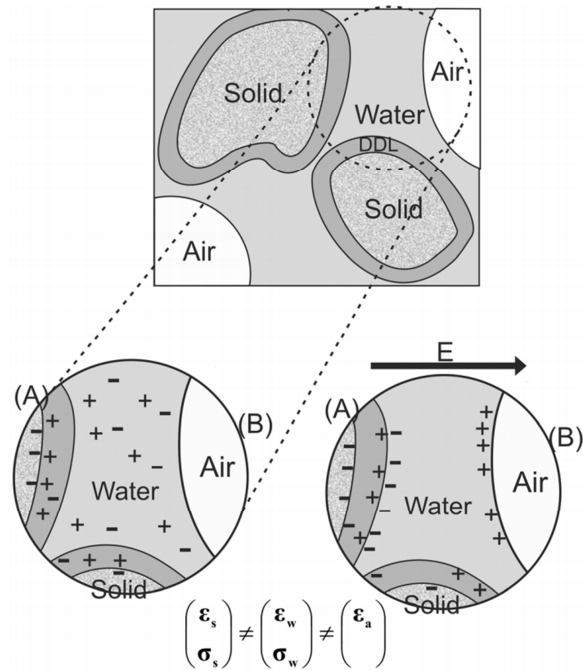 Solid
Air
Water
DDL
Solid
Air
E
(A)
(B)
Air
Water
Solid
(A)
(B)
Air
Water
Solid
(ε_s σ_s) ≠ (ε_w σ_w) ≠ (ε_a)